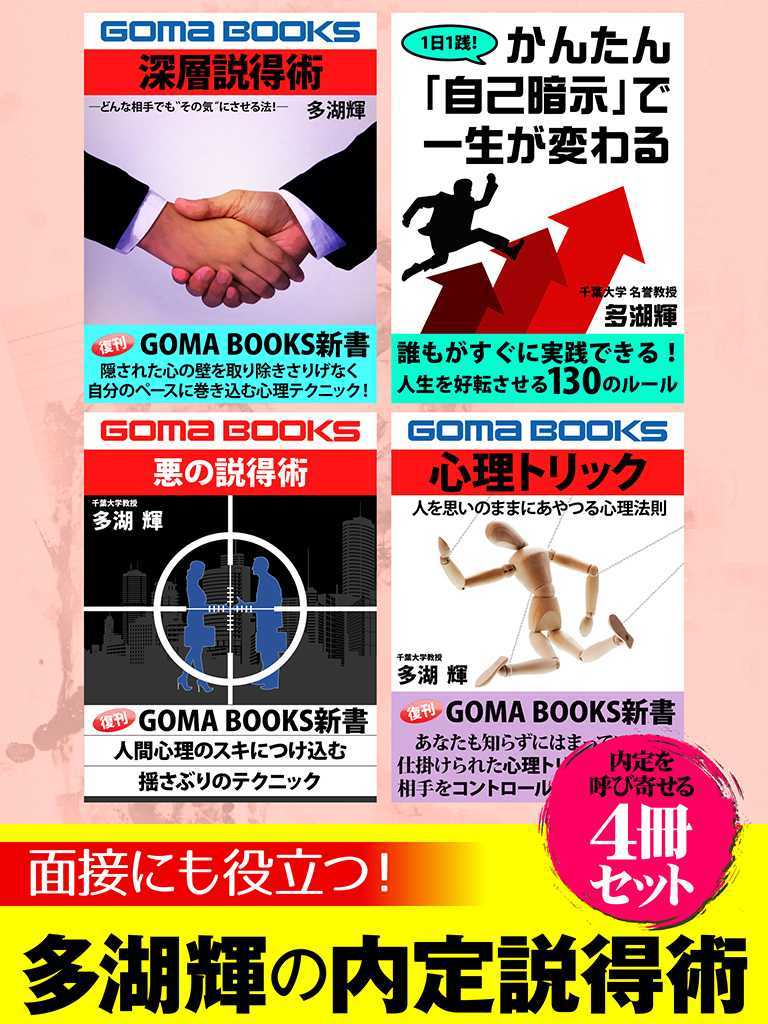 GOMA BOOKS
深層説得術
―どんな相手でも“その気”にさせる法!―
多湖輝
復刊 GOMA BOOKS新書
隠された心の壁を取り除きさりげなく
自分のペースに巻き込む心理テクニック!
1日1践!
かんたん
「自己暗示」で
一生が変わる
千葉大学 名誉教授
多湖輝
誰もがすぐに実践できる!
人生を好転させる130のルール
GOMA BOOKS
悪の説得術
千葉大学教授
多湖 輝
復刊 GOMA BOOKS新書
人間心理のスキにつけ込む
揺さぶりのテクニック
GOMA BOOKS
心理トリック
人を思いのままにあやつる心理法則
千葉大学教授
多湖 輝
復刊 GOMA BOOKS新書
あなたも知らずにはまって
仕掛けられた心理ト
相手をコントロール
内定を
呼び寄せる
4冊
セット
面接にも役立つ!
多湖輝の内定説得術